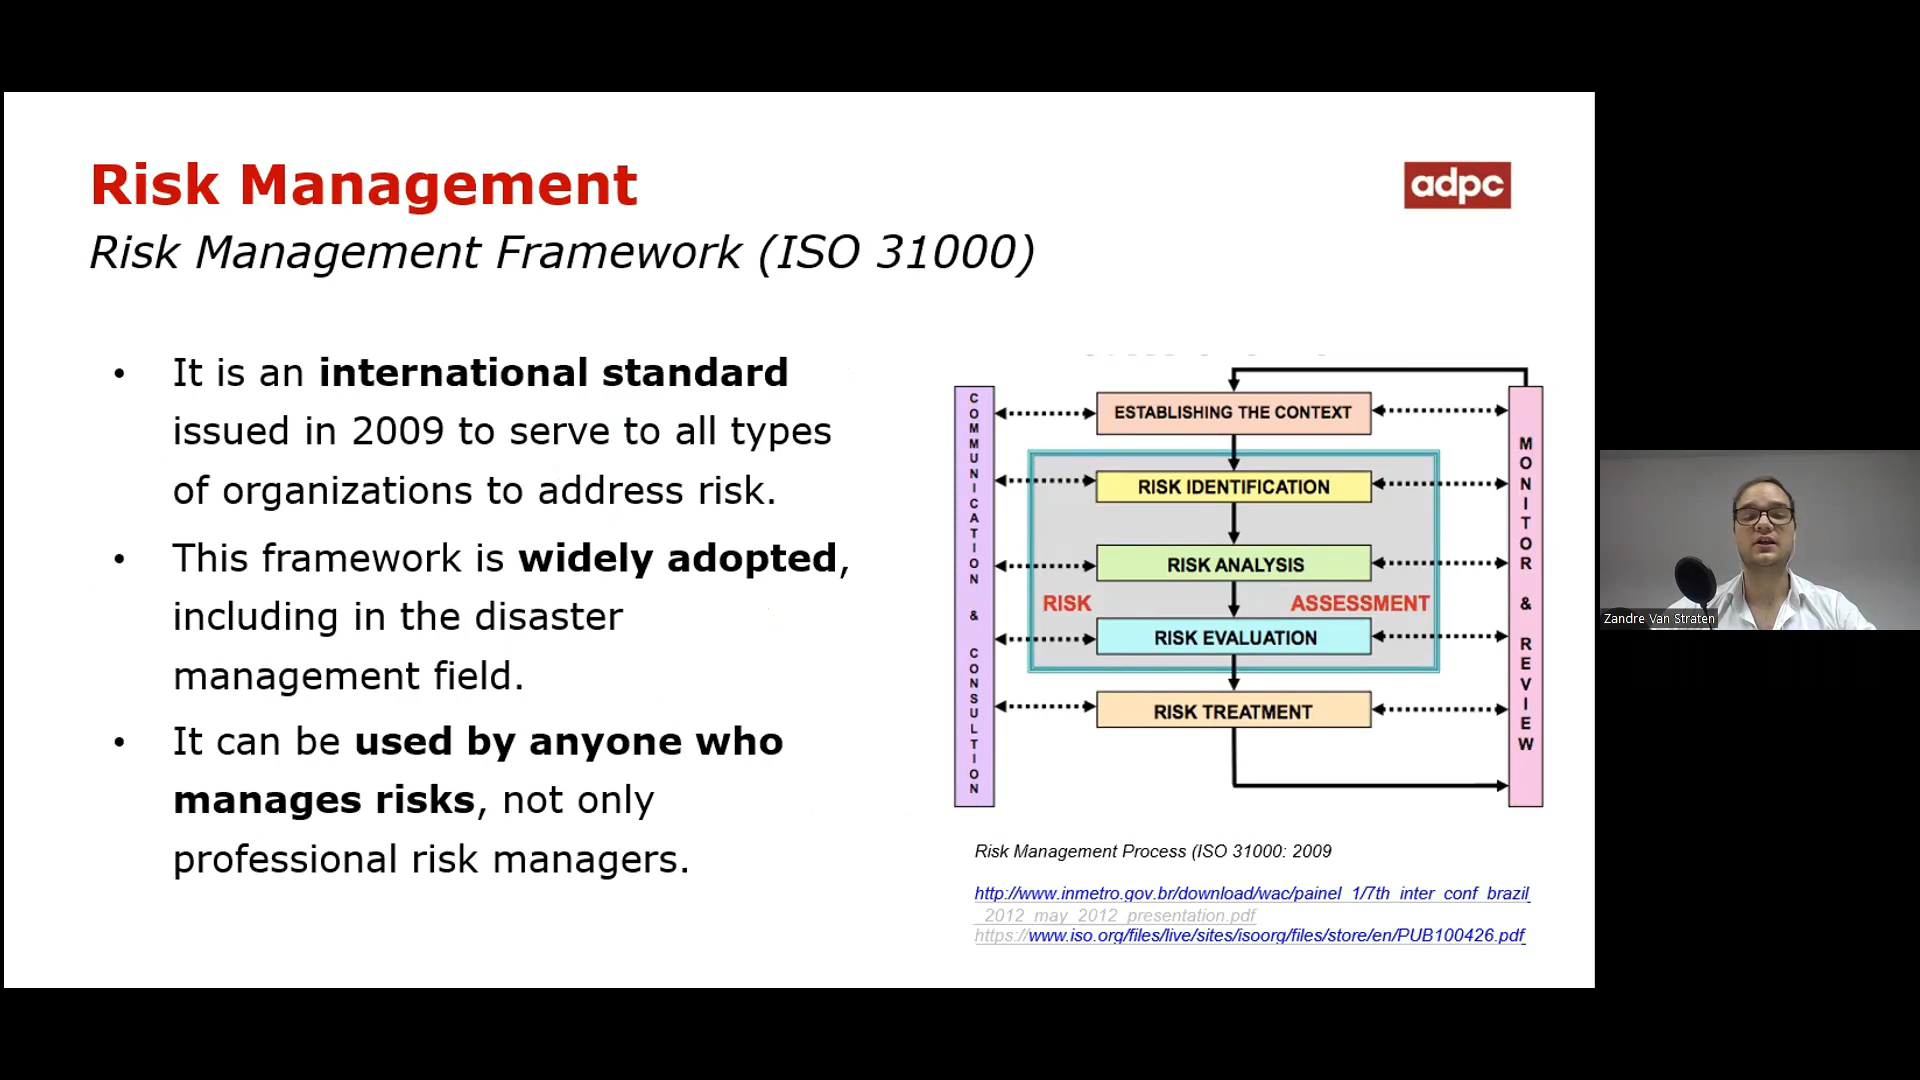 Risk Management
adpc
Risk Management Framework (ISO 31000)
• It is an international standard
issued in 2009 to serve to all types
of organizations to address risk.
• This framework is widely adopted,
including in the disaster
management field.
• It can be used by anyone who
manages risks, not only
professional risk managers.
COMMUNICATION & CONSULTION
ESTABLISHING THE CONTEXT
RISK IDENTIFICATION
RISK ANALYSIS
RISK ASSESSMENT
RISK EVALUATION
RISK TREATMENT
MONITOR & REVIEW
Risk Management Process (ISO 31000: 2009
http://www.inmetro.gov.br/download/wac/painel_1/7th_inter_conf_brazil
_2012_may_2012_presentation.pdf
https://www.iso.org/files/live/sites/isoorg/files/store/en/PUB100426.pdf
Zandre Van Straten